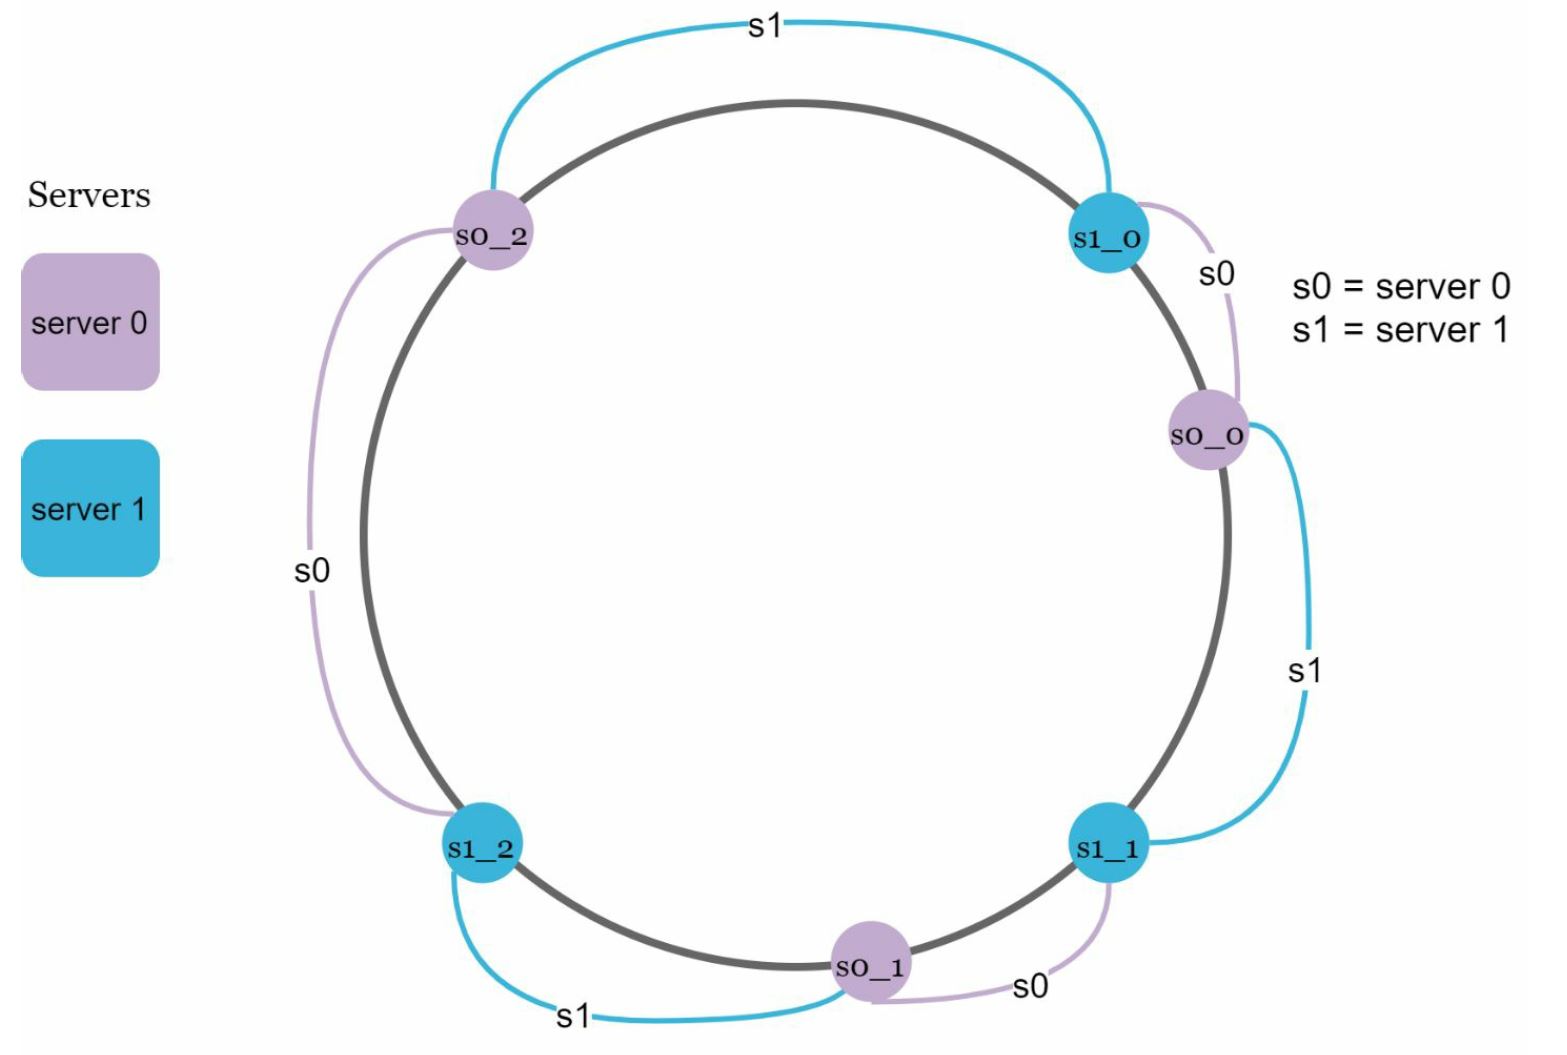 s1
Servers
s0_2
s1_0
s0
s0 = server 0
s1 = server 1
server 0
s0_0
server 1
s0
s1
s1_2
s1_1
s0_1
s0
s1